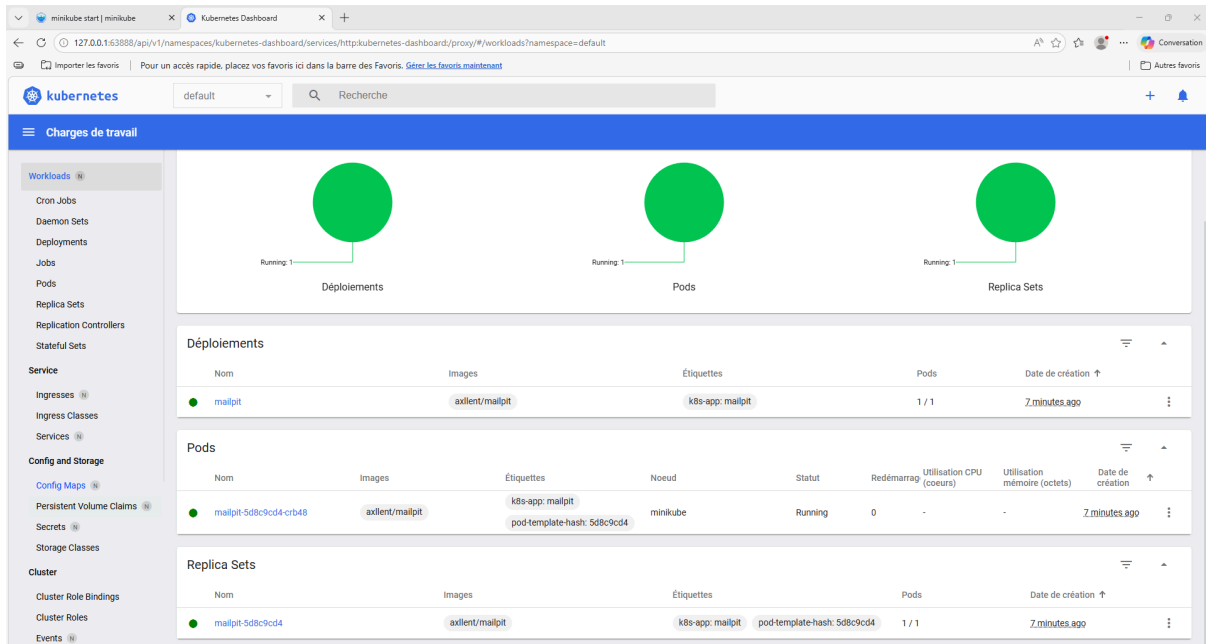 minikube start | minikube
Kubernetes Dashboard
127.0.0.1:63888/api/v1/namespaces/kubernetes-dashboard/services/http:kubernetes-dashboard:/proxy/#/workloads?namespace=default
Conversation
Importer les favoris
Pour un accès rapide, placez vos favoris ici dans la barre des Favoris. Gérer les favoris maintenant
Autres favoris
kubernetes
default
Recherche
Charges de travail
Workloads N
Cron Jobs
Daemon Sets
Deployments
Jobs
Pods
Replica Sets
Replication Controllers
Stateful Sets
Service
Ingresses N
Ingress Classes
Services N
Config and Storage
Config Maps N
Persistent Volume Claims N
Secrets N
Storage Classes
Cluster
Cluster Role Bindings
Cluster Roles
Events N
Running: 1
Déploiements
Running: 1
Pods
Running: 1
Replica Sets
Déploiements
Nom Images Étiquettes Pods Date de création
mailpit axllent/mailpit k8s-app: mailpit 1 / 1 7 minutes ago
Pods
Nom Images Étiquettes Noeud Statut Redémarrag Utilisation CPU (coeurs) Utilisation mémoire (octets) Date de création
mailpit-5d8c9cd4-crb48 axllent/mailpit k8s-app: mailpit pod-template-hash: 5d8c9cd4 minikube Running 0 - - 7 minutes ago
Replica Sets
Nom Images Étiquettes Pods Date de création
mailpit-5d8c9cd4 axllent/mailpit k8s-app: mailpit pod-template-hash: 5d8c9cd4 1 / 1 7 minutes ago